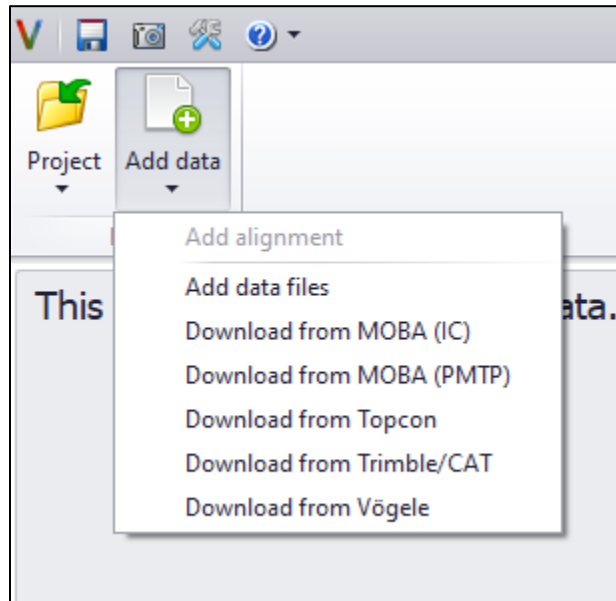 Project
Add data
Add alignment
Add data files
This
ata.
Download from MOBA (IC)
Download from MOBA (PMTP)
Download from Topcon
Download from Trimble/CAT
Download from Vögele